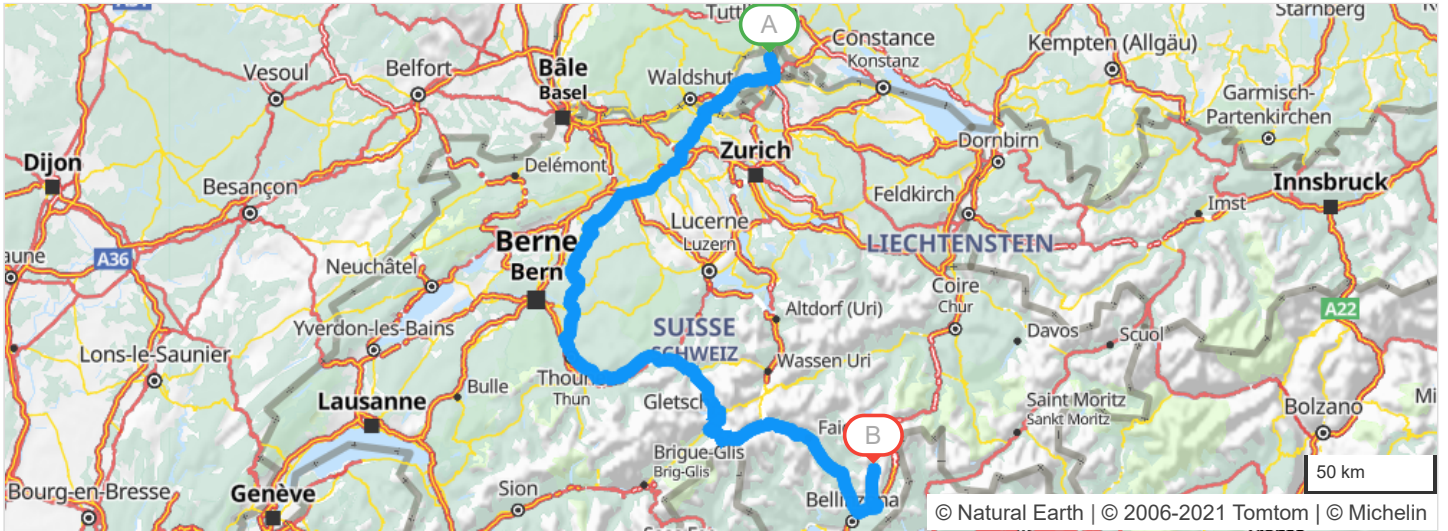 Starnberg
A
Constance
Konstanz
Kempten (Allgäu)
Vesoul
Belfort
Bâle
Basel
Waldshut
Garmisch-
Partenkirchen
Dijon
Delémont
Zurich
Dornbirn
Besançon
Feldkirch
Imst
Innsbruck
Lucerne
Luzern
Berne
Bern
LIECHTENSTEIN
A36
Neuchâtel
Coire
Chur
Altdorf (Uri)
A22
Yverdon-les-Bains
SUISSE
SCHWEIZ
Davos
Scuol
Lons-le-Saunier
Wassen Uri
Bulle
Thoun
Thun
Gletsch
Lausanne
Saint Moritz
Sankt Moritz
Bolzano
B
Brigue-Glis
Brig-Glis
50 km
Bourg-en-Bresse
Genève
Sion
© Natural Earth | © 2006-2021 Tomtom | © Michelin